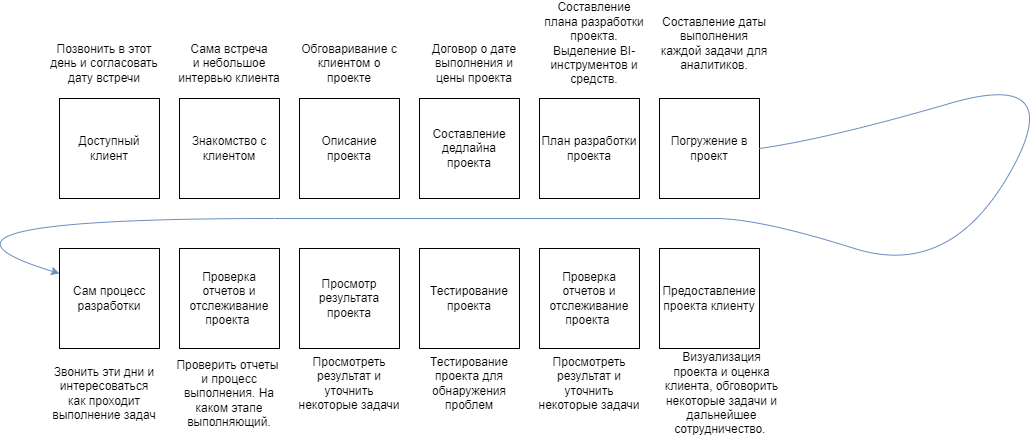 Позвонить в этот
день и согласовать
дату встречи
Сама встреча
и небольшое
интервью клиента
Обговаривание с
клиентом о
проекте
Договор о дате
выполнения и
цены проекта
Составление
плана разработки
проекта.
Выделение BI-
инструментов и
средств.
Составление даты
выполнения
каждой задачи для
аналитиков.
Доступный
клиент
Знакомство с
клиентом
Описание
проекта
Составление
дедлайна
проекта
План разработки
проекта
Погружение в
проект
Сам процесс
разработки
Проверка
отчетов и
отслеживание
проекта
Просмотр
результата
проекта
Тестирование
проекта
Проверка
отчетов и
отслеживание
проекта
Предоставление
проекта клиенту
Звонить эти дни и
интересоваться
как проходит
выполнение задач
Проверить отчеты
и процесс
выполнения. На
каком этапе
выполняющий.
Просмотреть
результат и
уточнить
некоторые задачи
Тестирование
проекта для
обнаружения
проблем
Просмотреть
результат и
уточнить
некоторые задачи
Визуализация
проекта и оценка
клиента, обговорить
некоторые задачи и
дальнейшее
сотрудничество.